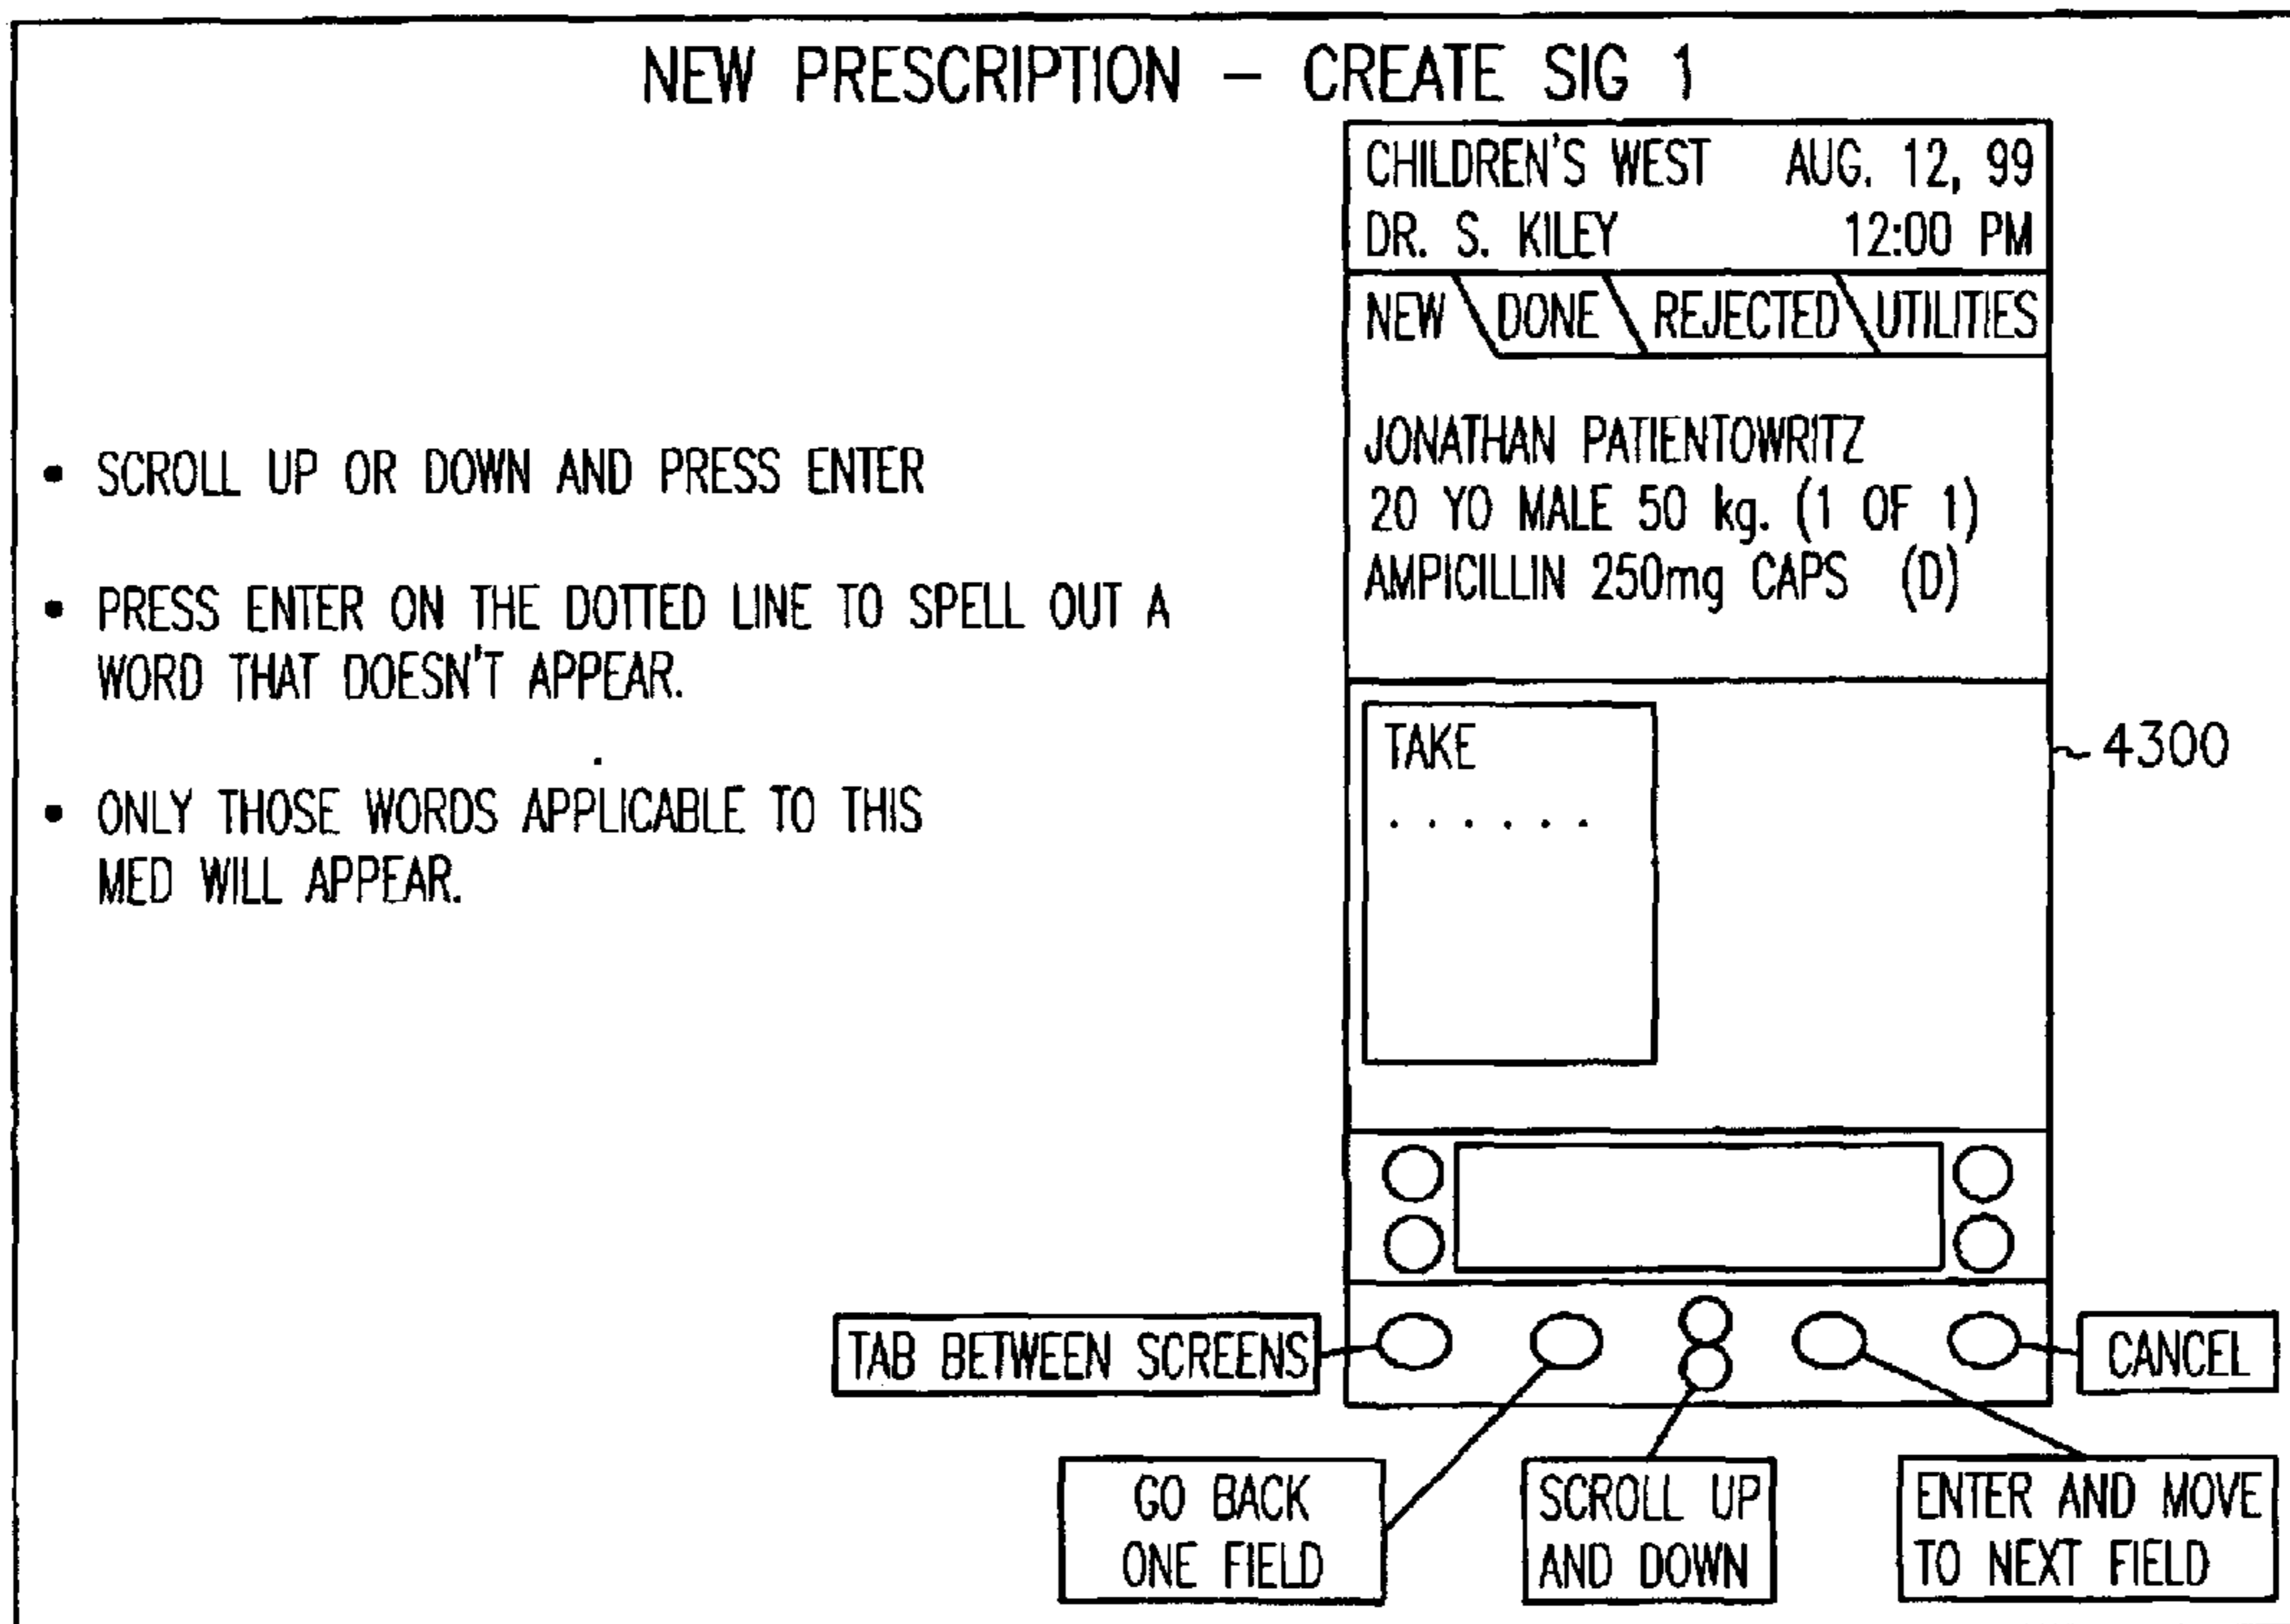 NEW PRESCRIPTION – CREATE SIG 1
• SCROLL UP OR DOWN AND PRESS ENTER
• PRESS ENTER ON THE DOTTED LINE TO SPELL OUT A
WORD THAT DOESN'T APPEAR.
• ONLY THOSE WORDS APPLICABLE TO THIS
MED WILL APPEAR.
CHILDREN'S WEST AUG. 12, 99
DR. S. KILEY 12:00 PM
NEW DONE REJECTED UTILITIES
JONATHAN PATIENTOWRITZ
20 YO MALE 50 kg. (1 OF 1)
AMPICILLIN 250mg CAPS (D)
TAKE
. . . . . .
4300
TAB BETWEEN SCREENS
CANCEL
GO BACK
ONE FIELD
SCROLL UP
AND DOWN
ENTER AND MOVE
TO NEXT FIELD